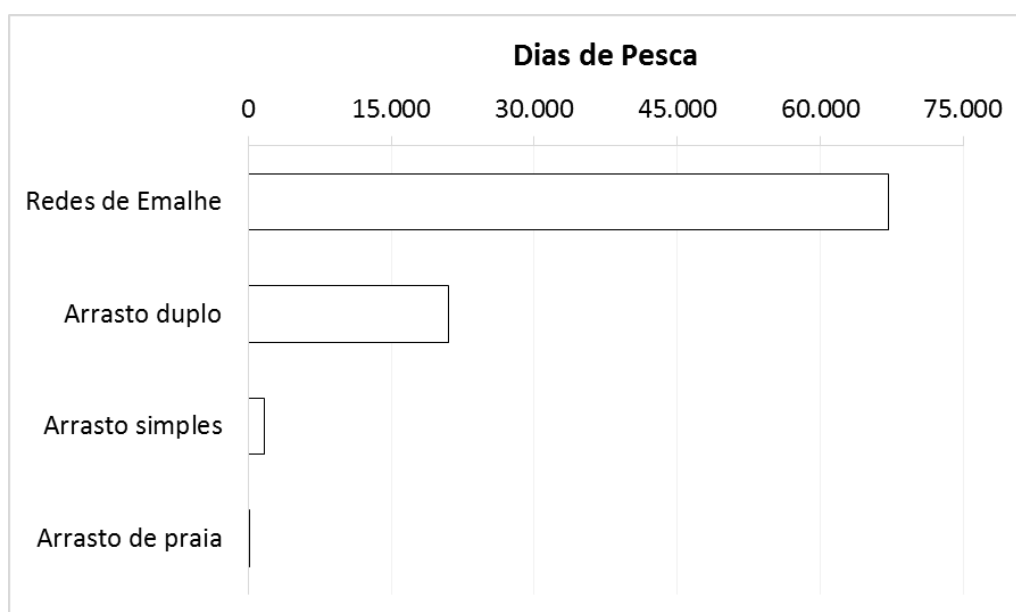 Dias de Pesca
0 15.000 30.000 45.000 60.000 75.000
Redes de Emalhe
Arrasto duplo
Arrasto simples
Arrasto de praia